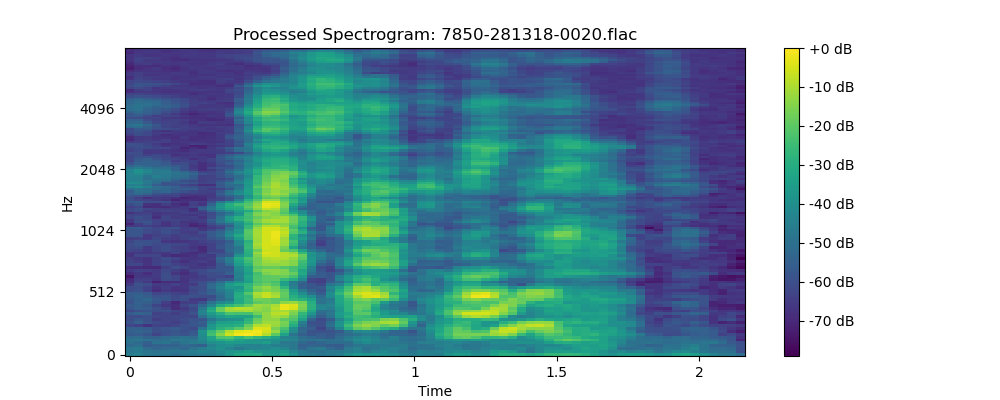 Processed Spectrogram: 7850-281318-0020.flac
+0 dB
-10 dB
-20 dB
-30 dB
-40 dB
-50 dB
-60 dB
-70 dB
4096
2048
1024
512
0
Hz
0
0.5
1
1.5
2
Time